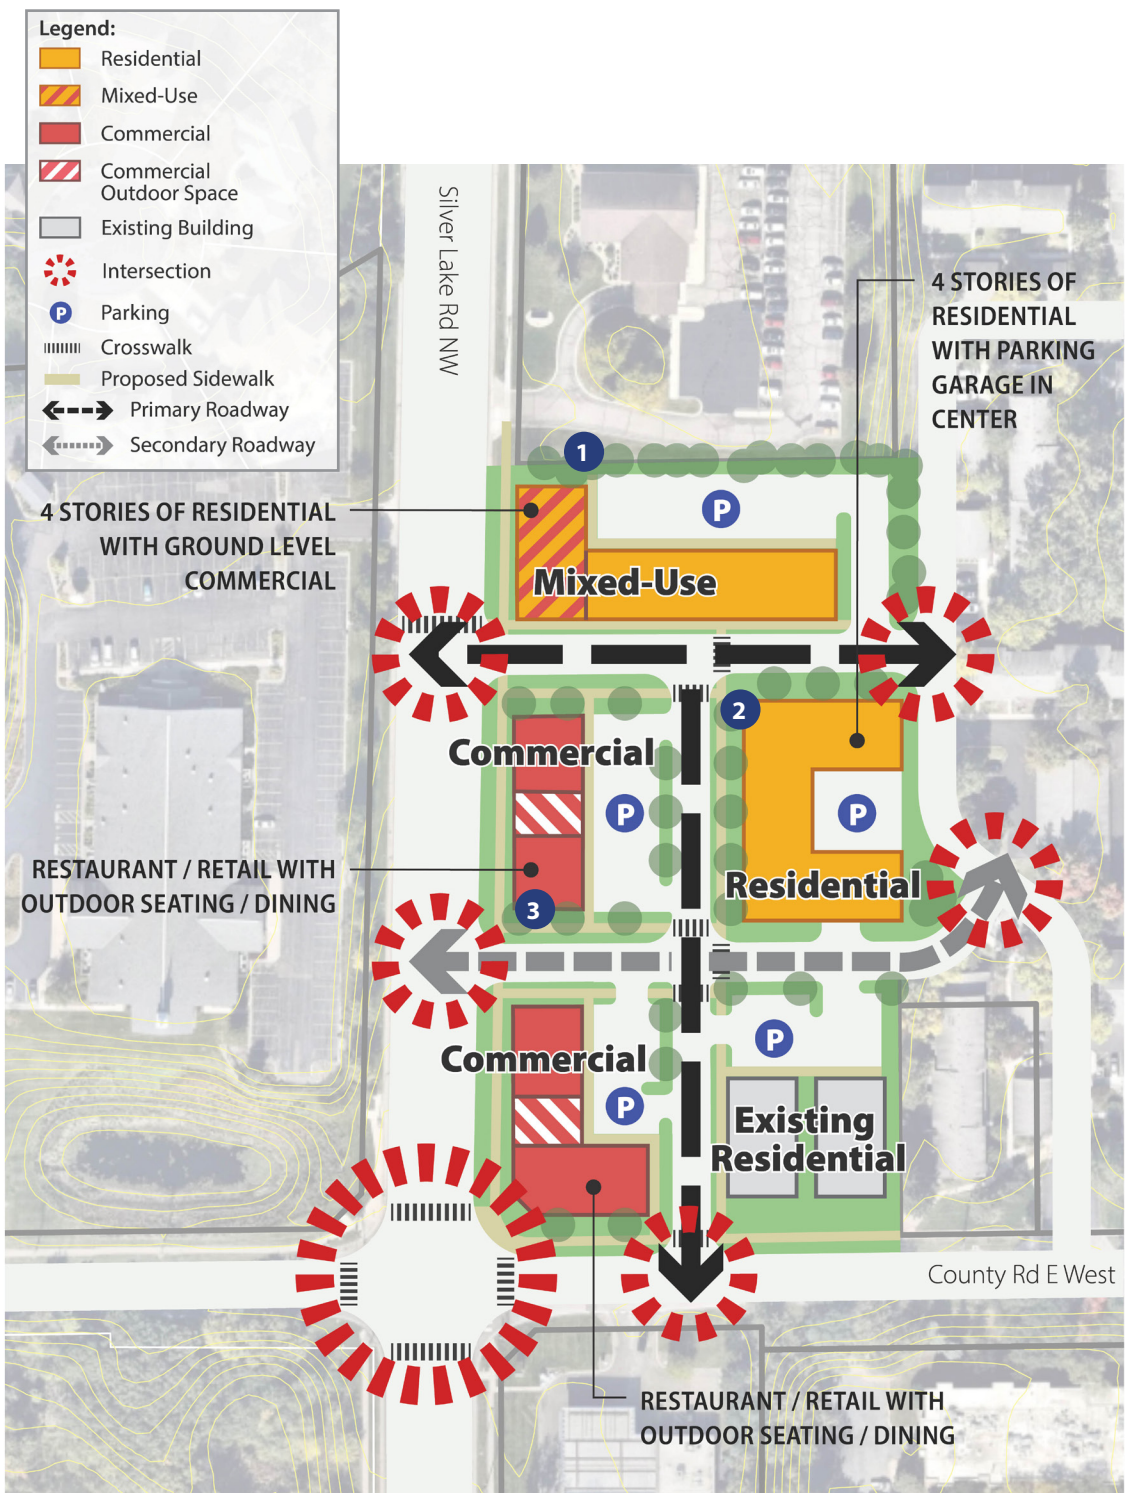 Legend:
Residential
Mixed-Use
Commercial
Commercial
Outdoor Space
Existing Building
Intersection
P
Parking
Crosswalk
Proposed Sidewalk
Primary Roadway
Secondary Roadway
Silver Lake Rd NW
4 STORIES OF
RESIDENTIAL
WITH PARKING
GARAGE IN
CENTER
1
P
4 STORIES OF RESIDENTIAL
WITH GROUND LEVEL
COMMERCIAL
Mixed-Use
2
Commercial
P
P
RESTAURANT / RETAIL WITH
OUTDOOR SEATING / DINING
Residential
3
P
Commercial
P
Existing
Residential
County Rd E West
RESTAURANT / RETAIL WITH
OUTDOOR SEATING / DINING